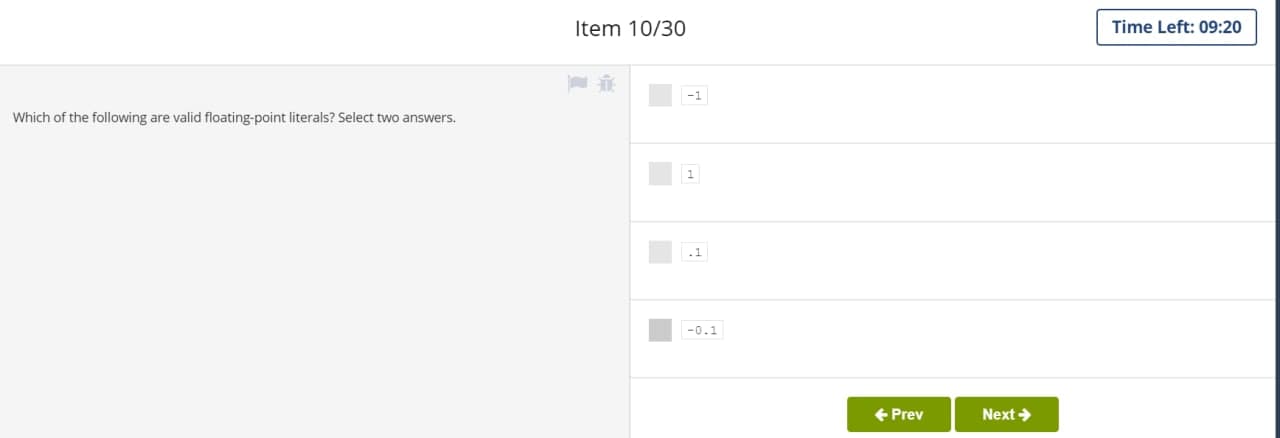 Item 10/30
Time Left: 09:20
Which of the following are valid floating-point literals? Select two answers.
-1
1
.1
-0.1
Prev
Next